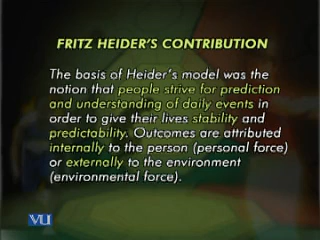 FRITZ HEIDER'S CONTRIBUTION
The basis of Heider's model was the
notion that people strive for prediction
and understanding of daily events in
order to give their lives stability and
predictability. Outcomes are attributed
internally to the person (personal force)
or externally to the environment
(environmental force).
VU